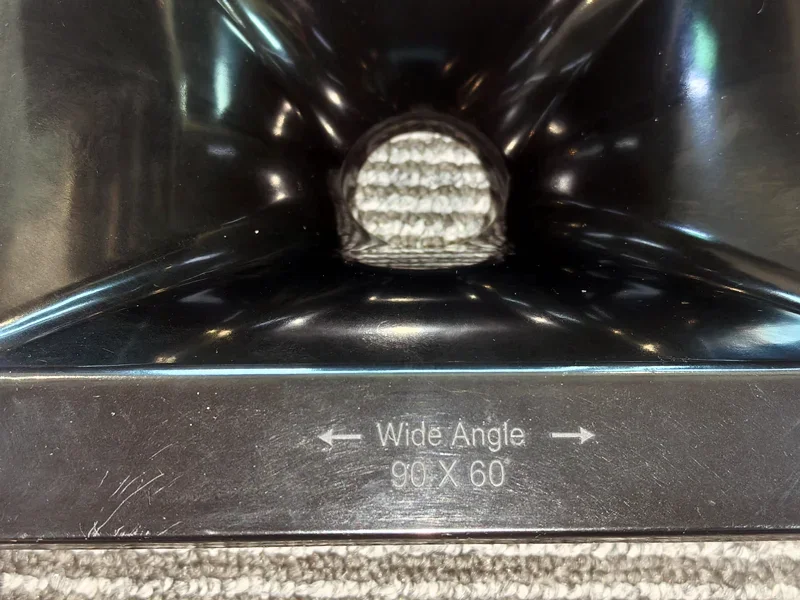 ← Wide Angle →
90 X 60°